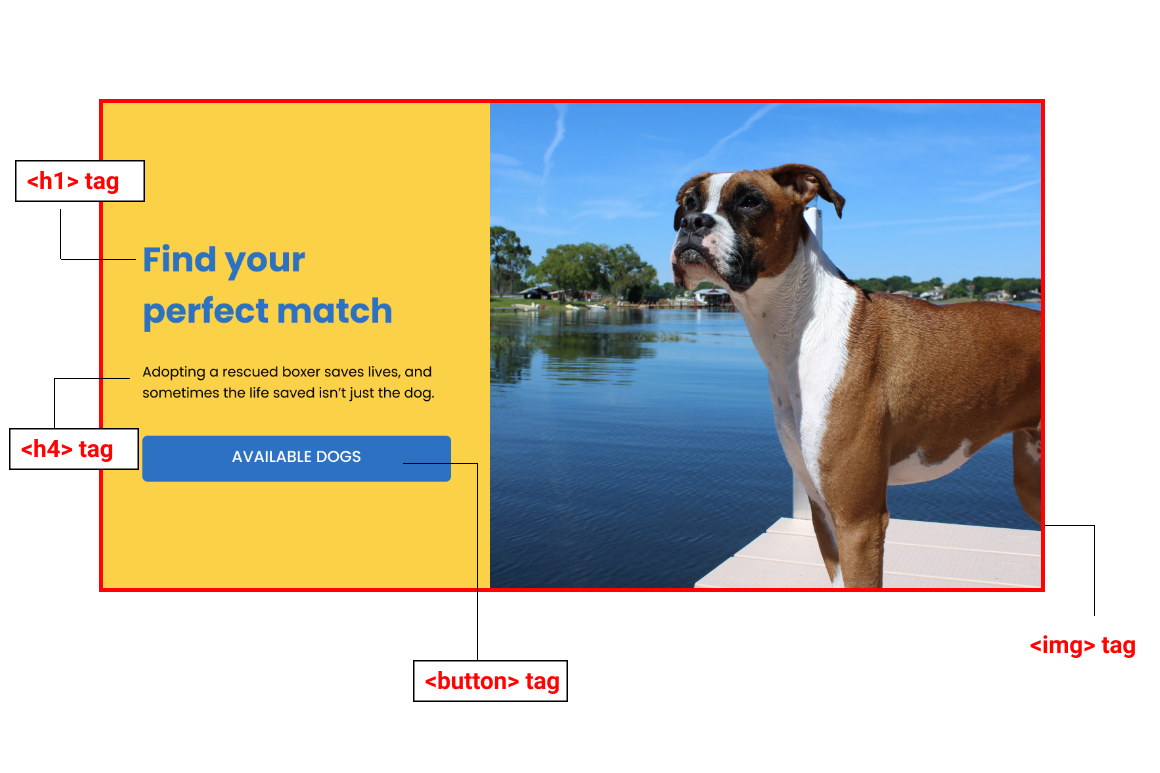 <h1> tag
Find your
perfect match
Adopting a rescued boxer saves lives, and
sometimes the life saved isn’t just the dog.
<h4> tag
AVAILABLE DOGS
<img> tag
<button> tag